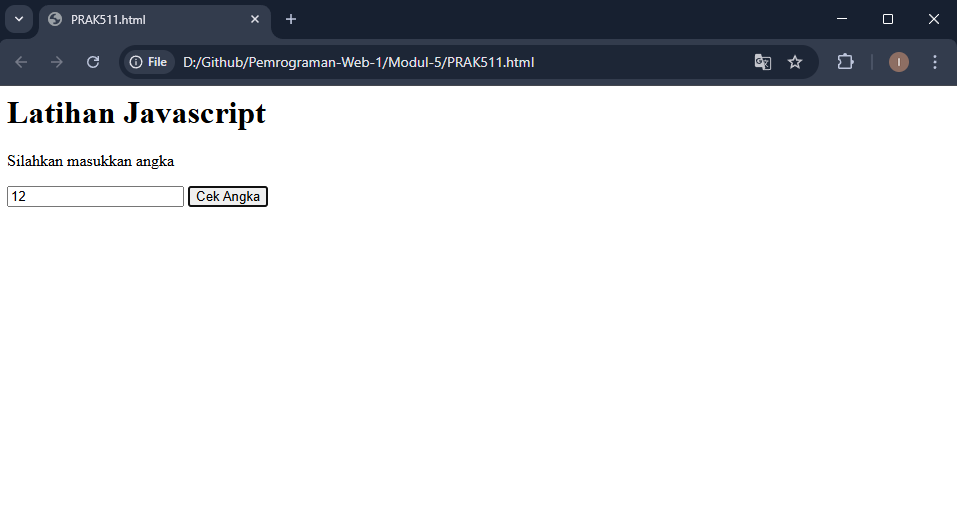 PRAK511.html
File D:/Github/Pemrograman-Web-1/Modul-5/PRAK511.html I
Latihan Javascript
Silahkan masukkan angka
12 Cek Angka